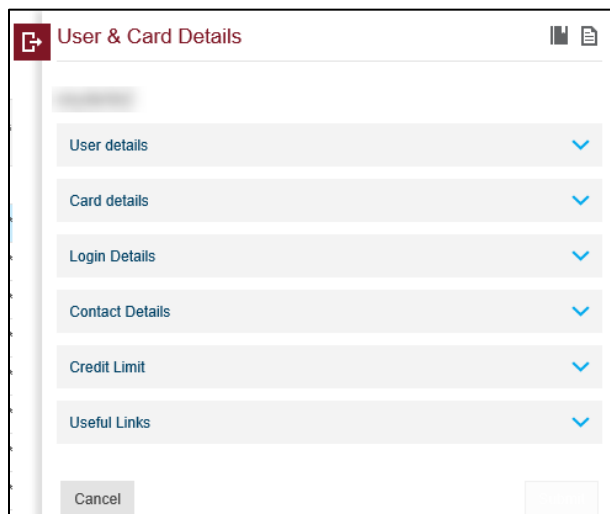 User & Card Details
User details
Card details
Login Details
Contact Details
Credit Limit
Useful Links
Cancel